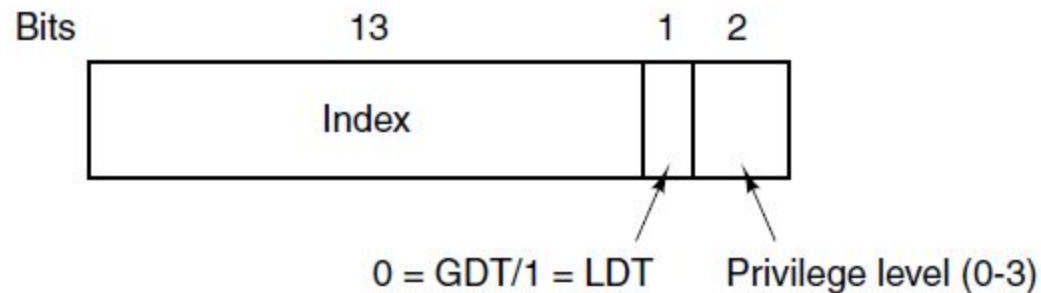 Bits 13 1 2
Index
0 = GDT/1 = LDT Privilege level (0-3)